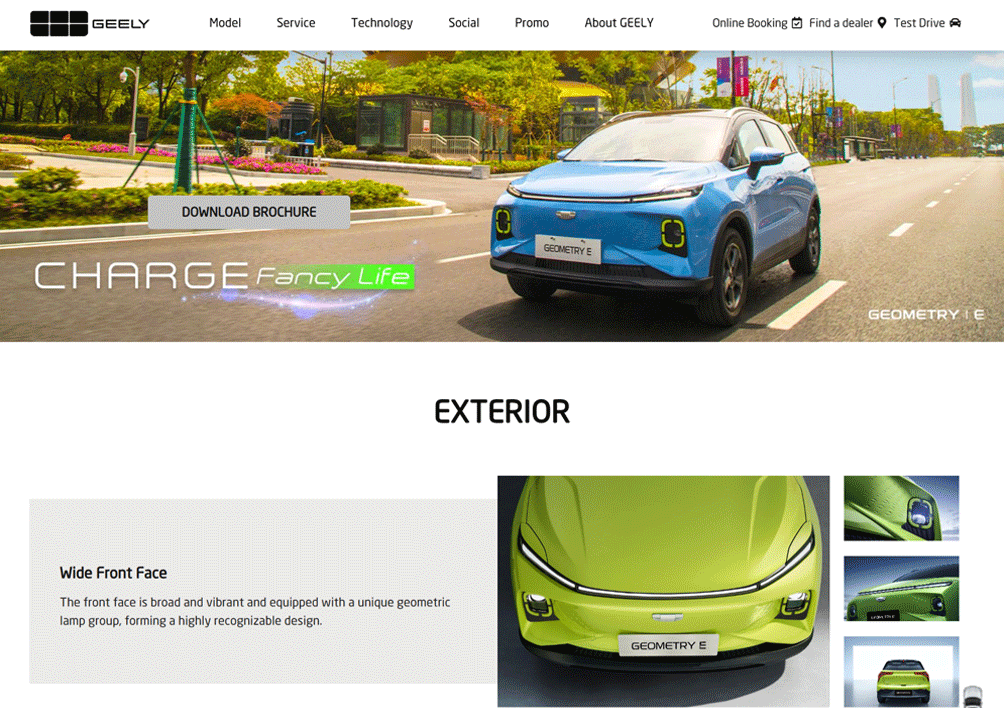 GEELY
Model
Service
Technology
Social
Promo
About GEELY
Online Booking
Find a dealer
Test Drive
DOWNLOAD BROCHURE
GEOMETRY E
CHARGE Fancy Life
GEOMETRY | E
EXTERIOR
Wide Front Face
The front face is broad and vibrant and equipped with a unique geometric
lamp group, forming a highly recognizable design.
GEOMETRY E